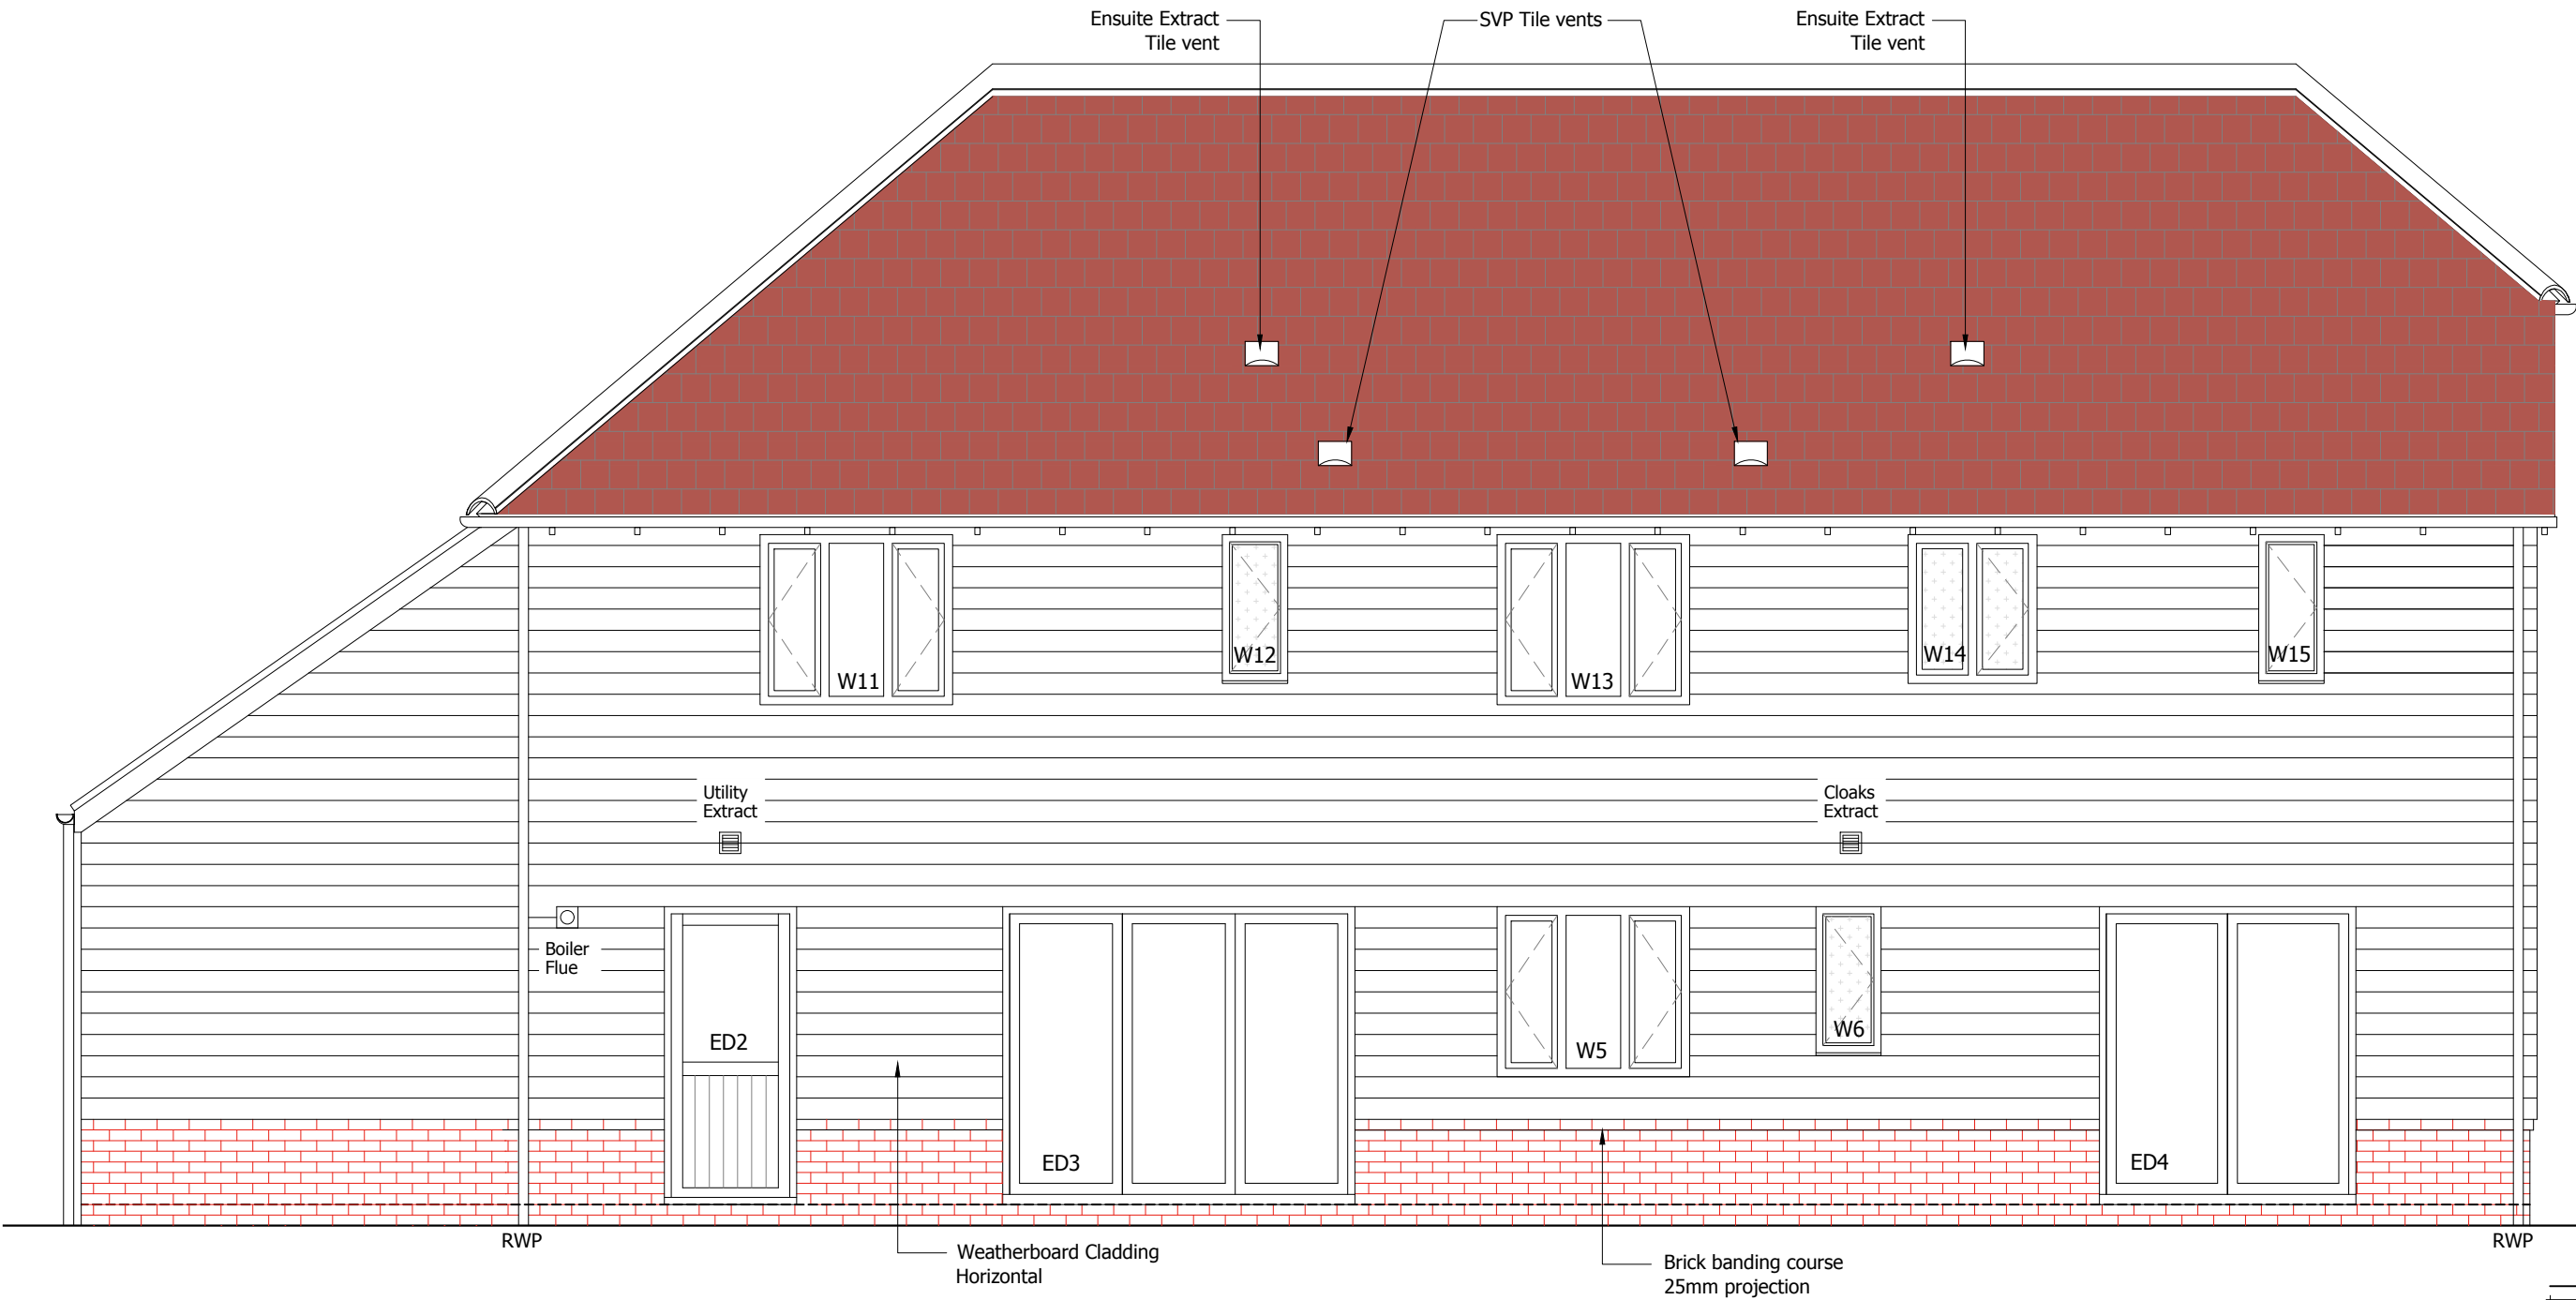 Ensuite Extract
Tile vent
SVP Tile vents
Ensuite Extract
Tile vent
W11
W12
W13
W14
W15
Utility
Extract
Cloaks
Extract
Boiler
Flue
ED2
ED3
W5
W6
ED4
RWP
RWP
Weatherboard Cladding
Horizontal
Brick banding course
25mm projection